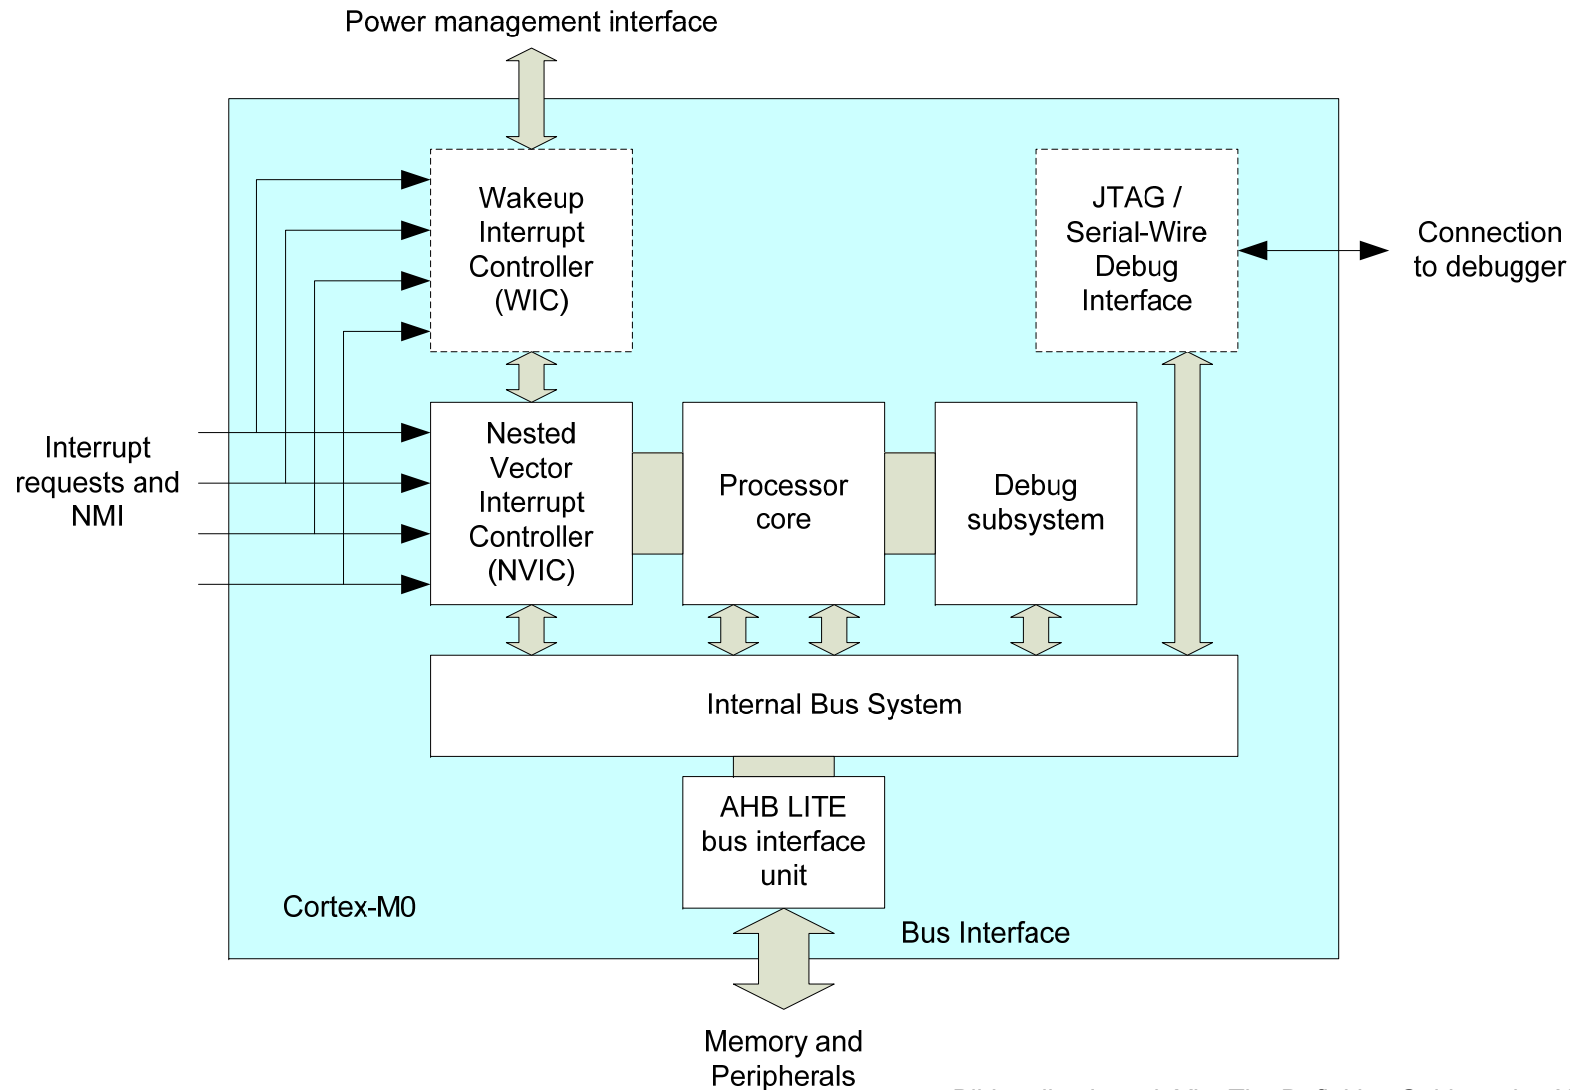 Power management interface
Wakeup
Interrupt
Controller
(WIC)
JTAG /
Serial-Wire
Debug
Interface
Connection
to debugger
Interrupt
requests and
NMI
Nested
Vector
Interrupt
Controller
(NVIC)
Processor
core
Debug
subsystem
Internal Bus System
AHB LITE
bus interface
unit
Cortex-M0
Bus Interface
Memory and
Peripherals